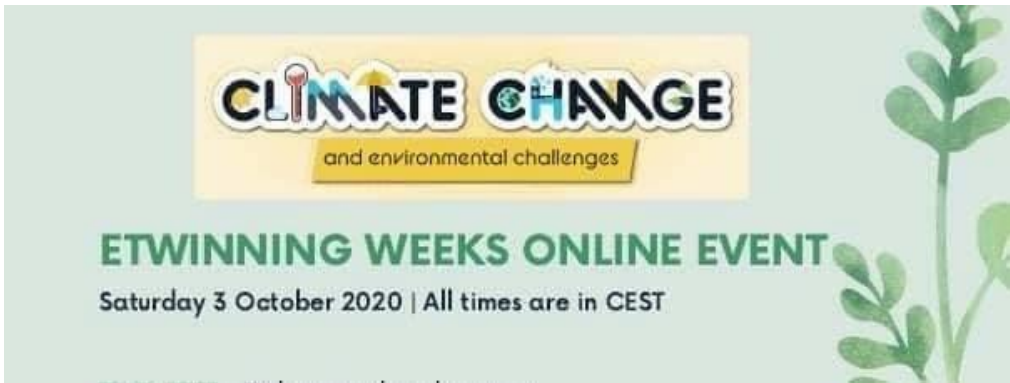 CLIMATE CHANGE
and environmental challenges
ETWINNING WEEKS ONLINE EVENT
Saturday 3 October 2020 | All times are in CEST